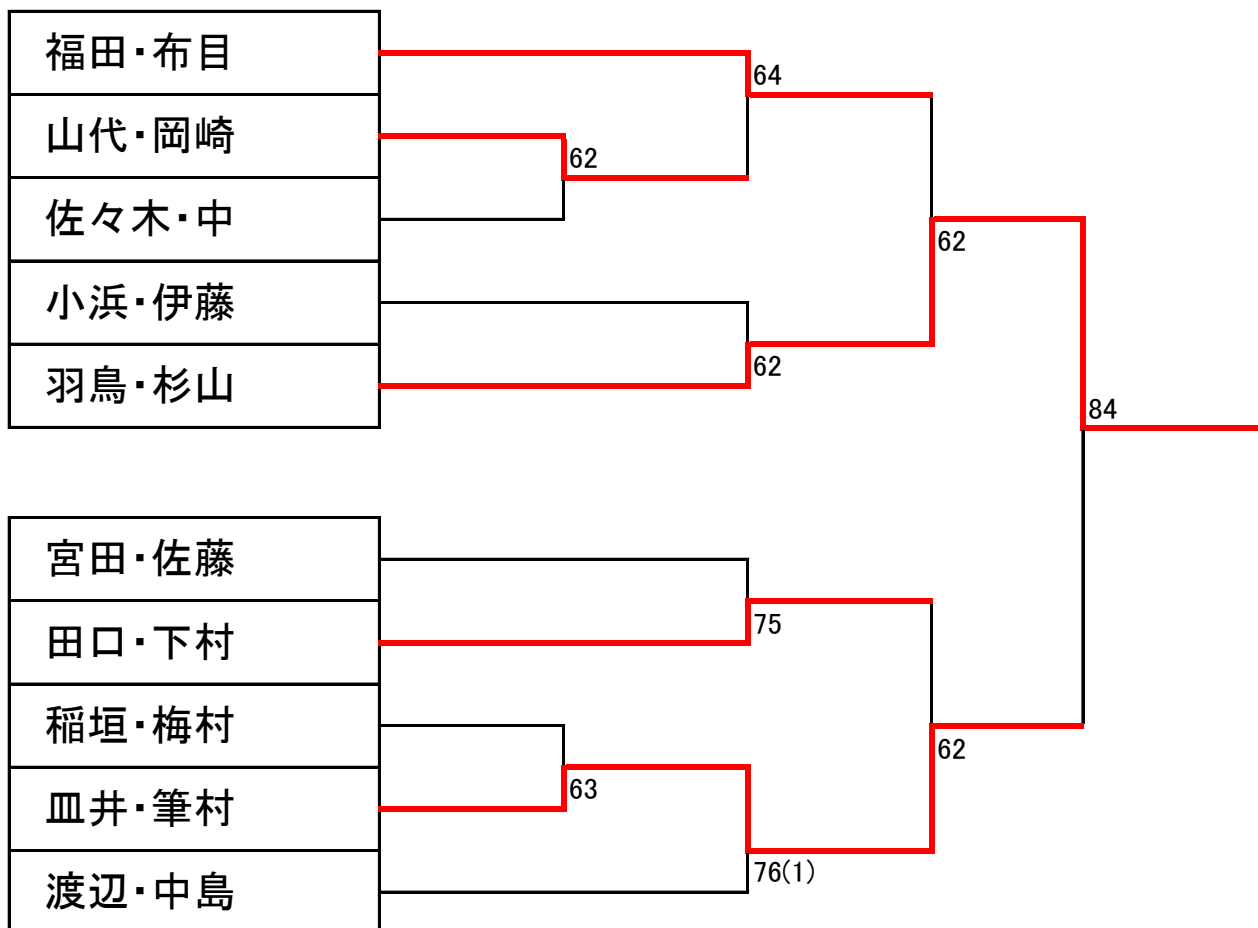 福田・布目
64
山代・岡崎
62
佐々木・中
62
小浜・伊藤
羽鳥・杉山
62
84
宮田・佐藤
田口・下村
75
稲垣・梅村
62
皿井・筆村
63
渡辺・中島
76(1)